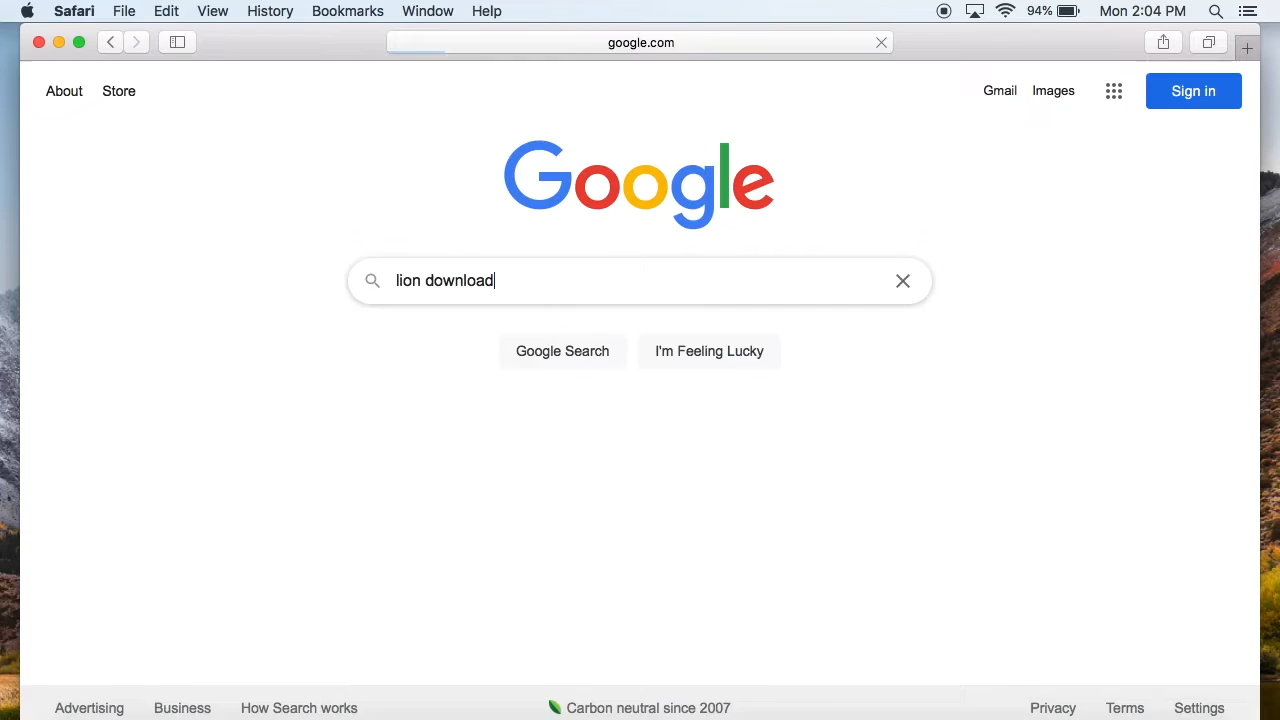 Safari File Edit View History Bookmarks Window Help 94% Mon 2:04 PM
google.com
About Store Gmail Images Sign in
Google
lion download
Google Search I'm Feeling Lucky
Advertising Business How Search works Carbon neutral since 2007 Privacy Terms Settings